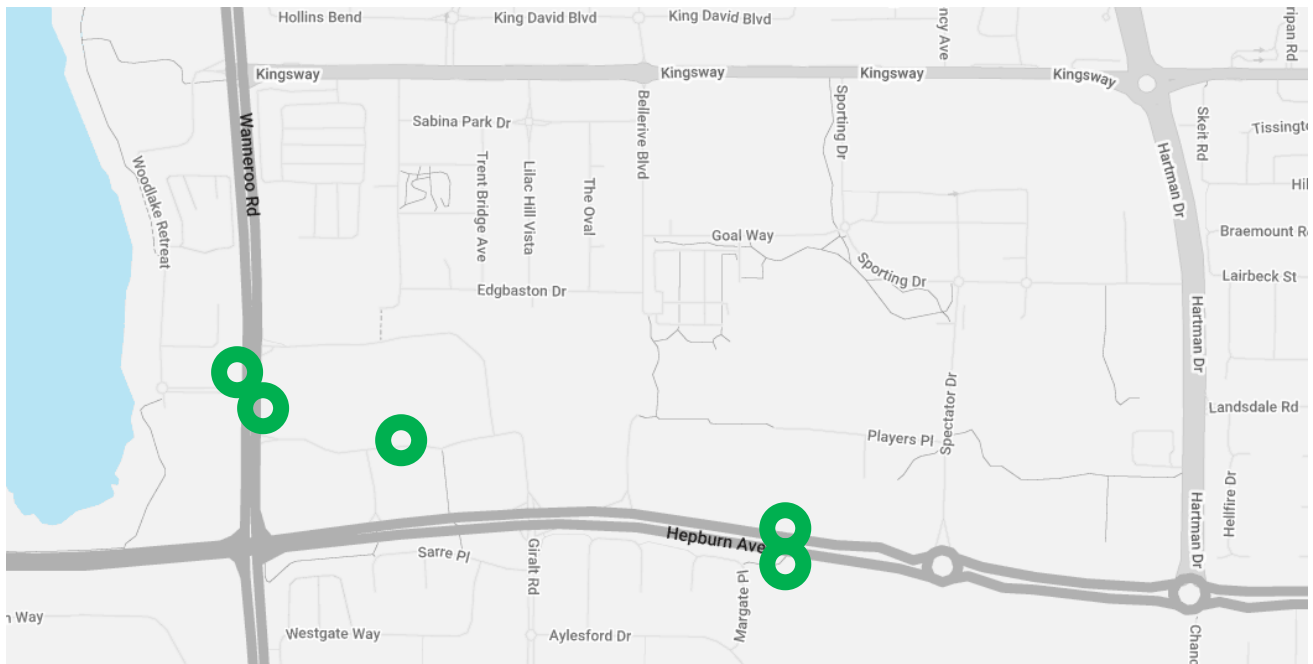 Hollins Bend
King David Blvd
King David Blvd
Kingsway
Kingsway
Kingsway
Kingsway
Wanneroo Rd
Sabina Park Dr
Bellerive Blvd
Sporting Dr
Skeit Rd
Hartman Dr
Woodlake Retreat
Trent Bridge Ave
Lilac Hill Vista
The Oval
Goal Way
Sporting Dr
Braemount
Lairbeck St
Edgbaston Dr
Hartman Dr
Spectator Dr
Landsdale Rd
Players Pl
Hellfire Dr
Hartman Dr
Hepburn Ave
Sarre Pl
Giralt Rd
Margate Pl
Way
Westgate Way
Aylesford Dr